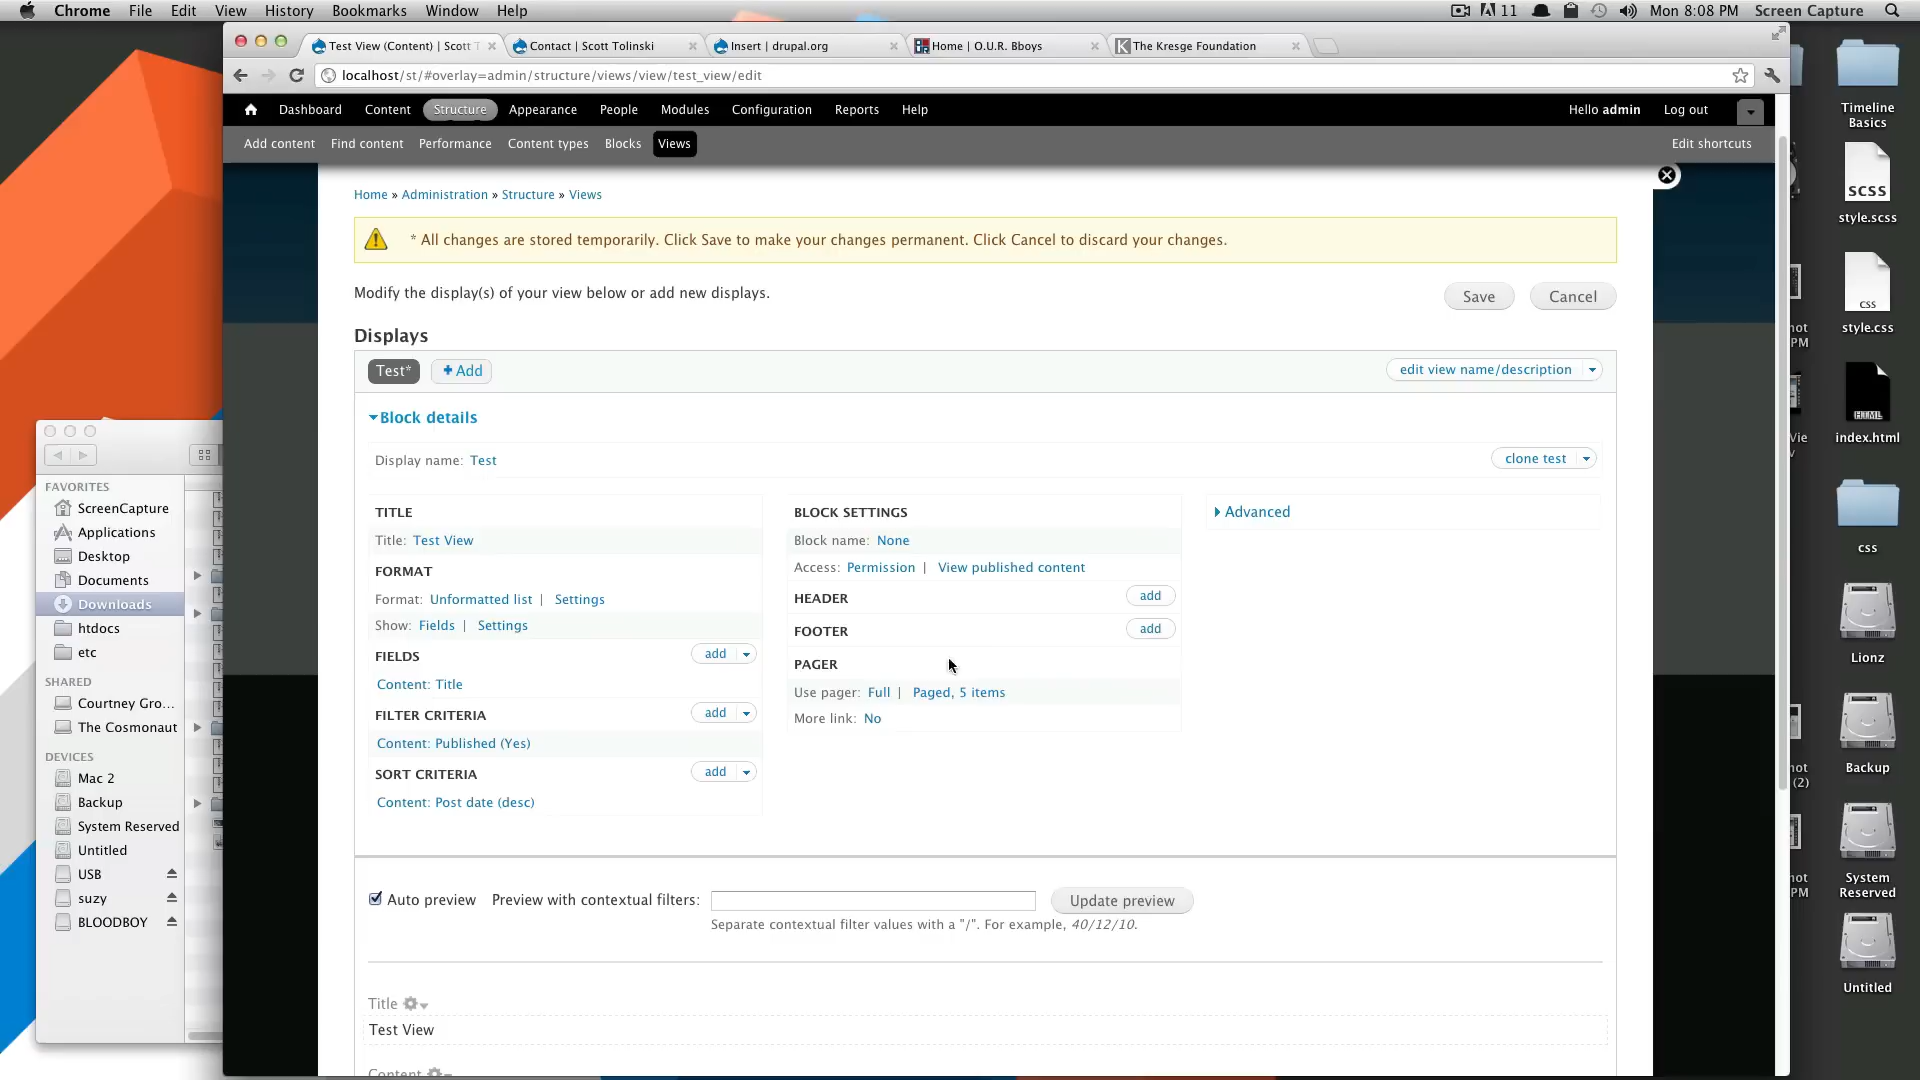 Chrome File Edit View History Bookmarks Window Help
11 Mon 8:08 PM Screen Capture
Test View (Content) | Scott T
Contact | Scott Tolinski
Insert | drupal.org
Home | O.U.R. Bboys
The Kresge Foundation
localhost/st/#overlay=admin/structure/views/view/test_view/edit
Dashboard Content Structure Appearance People Modules Configuration Reports Help
Hello admin Log out
Add content Find content Performance Content types Blocks Views
Edit shortcuts
Home » Administration » Structure » Views
* All changes are stored temporarily. Click Save to make your changes permanent. Click Cancel to discard your changes.
Modify the display(s) of your view below or add new displays.
Save Cancel
Displays
Test* + Add
edit view name/description
Block details
Display name: Test
clone test
TITLE
Title: Test View
FORMAT
Format: Unformatted list | Settings
Show: Fields | Settings
FIELDS add
Content: Title
FILTER CRITERIA add
Content: Published (Yes)
SORT CRITERIA add
Content: Post date (desc)
BLOCK SETTINGS
Block name: None
Access: Permission | View published content
HEADER add
FOOTER add
PAGER
Use pager: Full | Paged, 5 items
More link: No
Advanced
Auto preview Preview with contextual filters: Update preview
Separate contextual filter values with a "/". For example, 40/12/10.
Title
Test View
Content
FAVORITES
ScreenCapture
Applications
Desktop
Documents
Downloads
htdocs
etc
SHARED
Courtney Gro...
The Cosmonaut
DEVICES
Mac 2
Backup
System Reserved
Untitled
USB
suzy
BLOODBOY
Timeline
Basics
SCSS
style.scss
css
style.css
HTML
index.html
css
Lionz
Backup
System
Reserved
Untitled